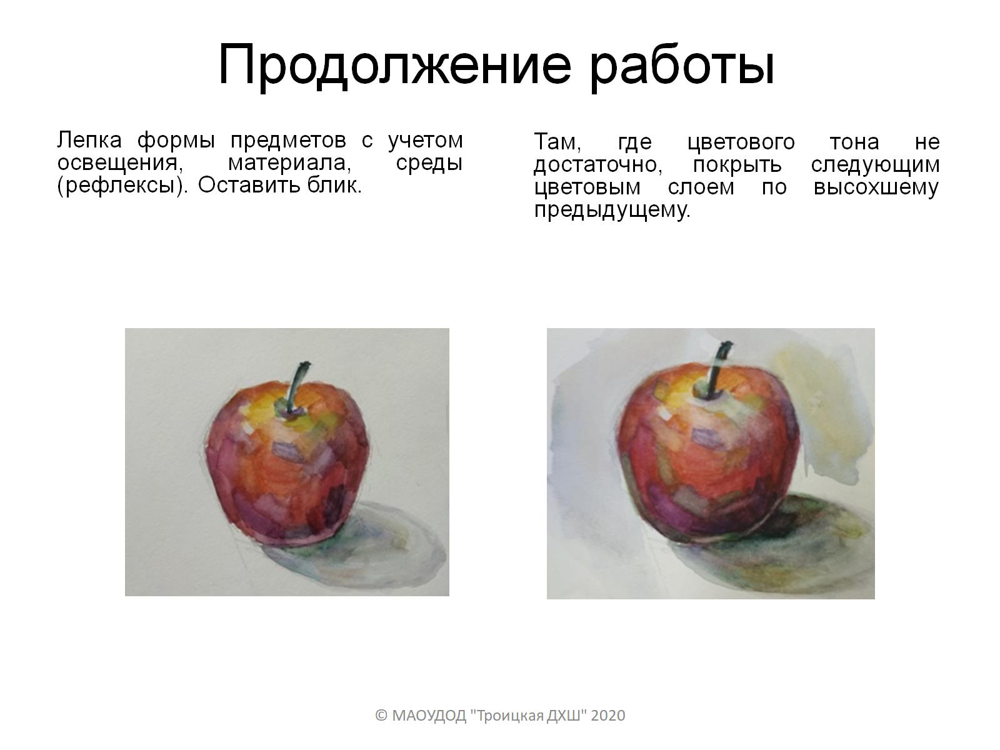 Продолжение работы
Лепка формы предметов с учетом
освещения, материала, среды
(рефлексы). Оставить блик.
Там, где цветового тона не
достаточно, покрыть следующим
цветовым слоем по высохшему
предыдущему.
© МАОУДОД "Троицкая ДХШ" 2020